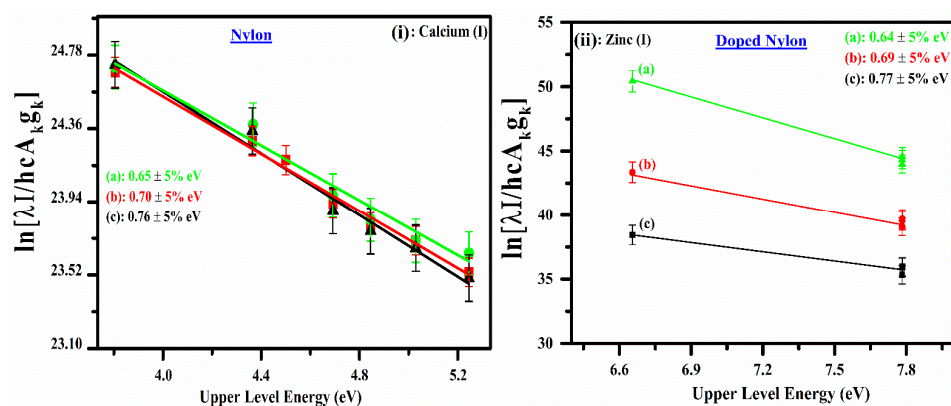 Nylon
(i): Calcium (I)
ln[λI/hcA_kg_k]
24.78
24.36
23.94
23.52
23.10
(a): 0.65 ± 5% eV
(b): 0.70 ± 5% eV
(c): 0.76 ± 5% eV
4.0
4.4
4.8
5.2
Upper Level Energy (eV)
(ii): Zinc (I)
Doped Nylon
(a): 0.64 ± 5% eV
(b): 0.69 ± 5% eV
(c): 0.77 ± 5% eV
ln[λI/hcA_kg_k]
55
50
45
40
35
30
(a)
(b)
(c)
6.6
6.9
7.2
7.5
7.8
Upper Level Energy (eV)